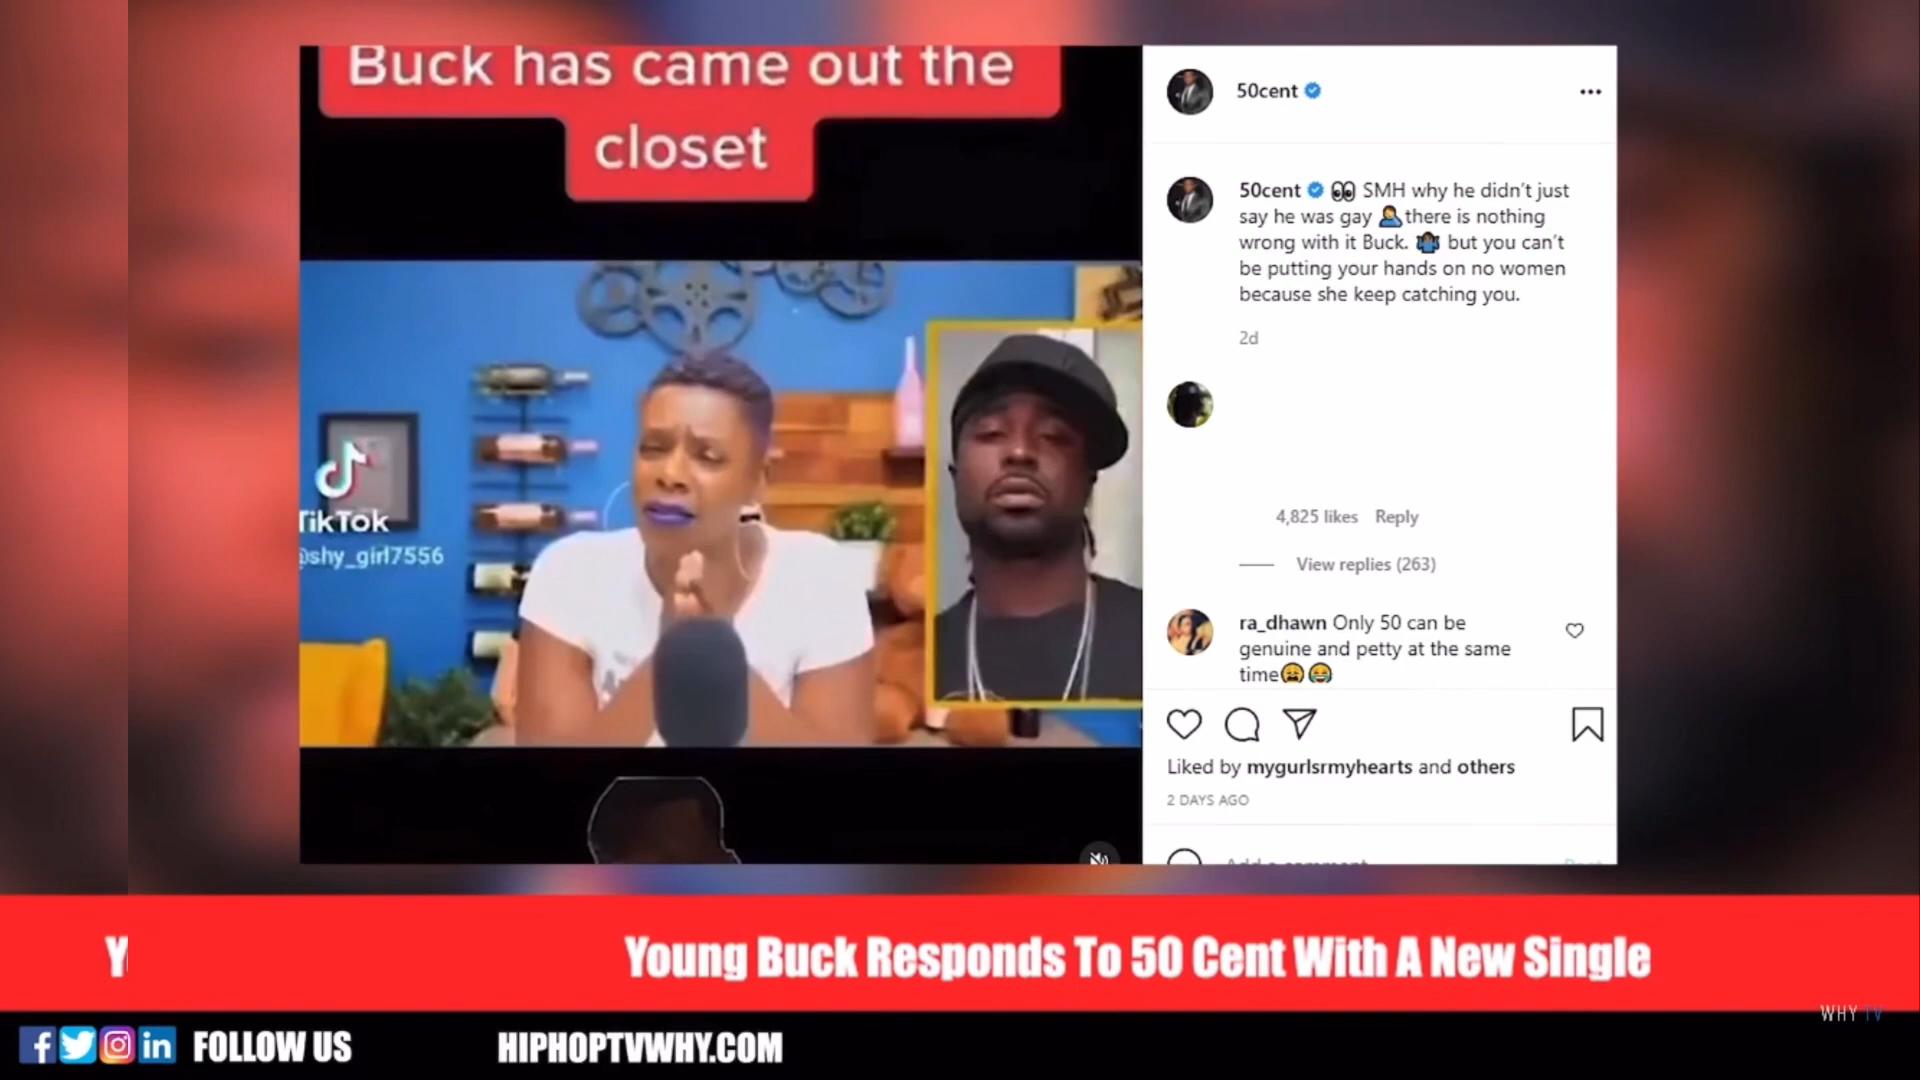 Buck has came out the
closet
TikTok
@shy_girl7556
50cent
50cent 👀 SMH why he didn't just
say he was gay 🤦🏾‍♂️there is nothing
wrong with it Buck. 🤷🏿‍♂️ but you can't
be putting your hands on no women
because she keep catching you.
2d
4,825 likes Reply
View replies (263)
ra_dhawn Only 50 can be
genuine and petty at the same
time😩😂
Liked by mygurlsrmyhearts and others
2 DAYS AGO
Add a comment
Post
Young Buck Responds To 50 Cent With A New Single
WHY TV
FOLLOW US
HIPHOPTVWHY.COM